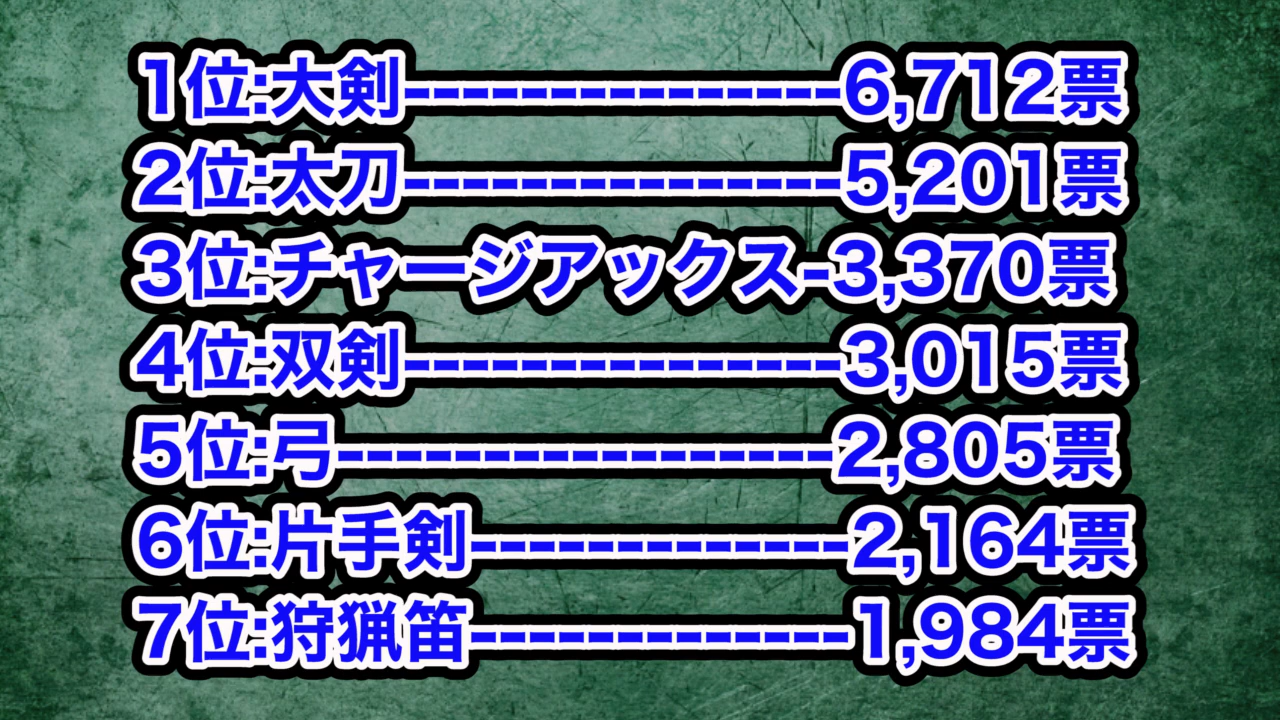 1位:大剣---------------6,712票
2位:太刀---------------5,201票
3位:チャージアックス-3,370票
4位:双剣---------------3,015票
5位:弓-----------------2,805票
6位:片手剣-------------2,164票
7位:狩猟笛-------------1,984票